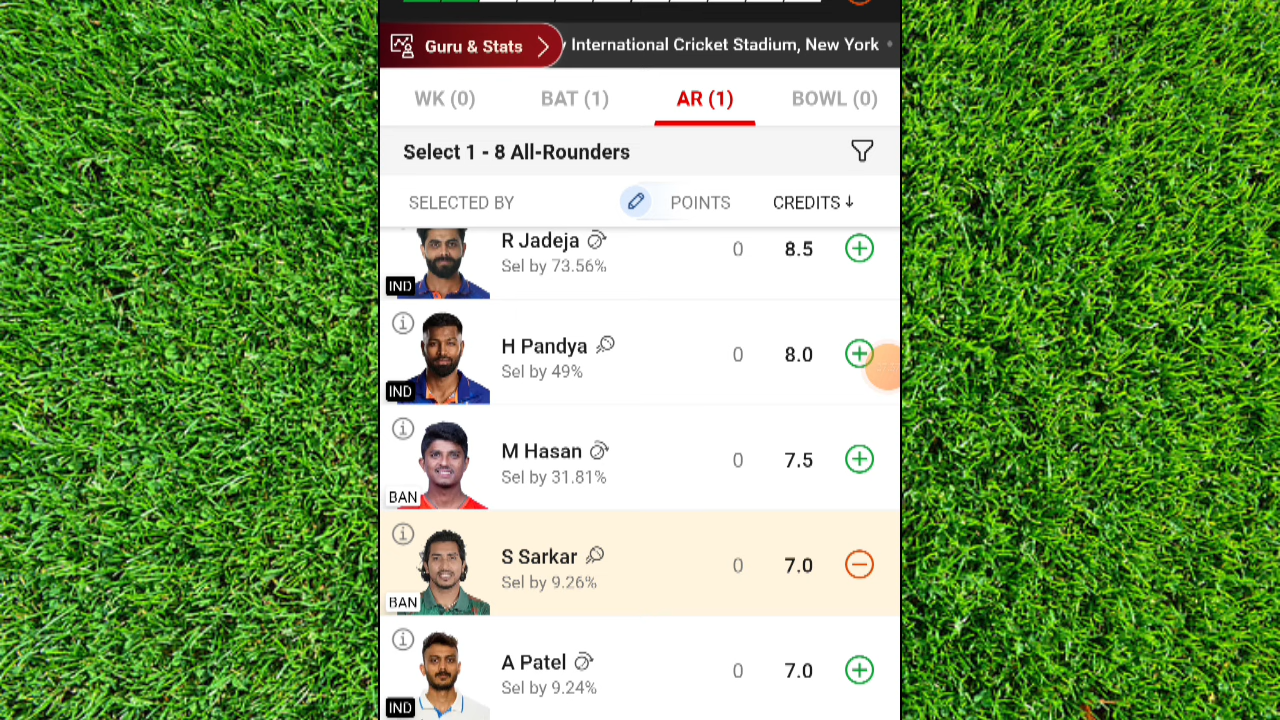 Guru & Stats
International Cricket Stadium, New York
WK (0) BAT (1) AR (1) BOWL (0)
Select 1 - 8 All-Rounders
SELECTED BY POINTS CREDITS ↓
R Jadeja 0 8.5
Sel by 73.56%
IND
H Pandya 0 8.0
Sel by 49%
IND
M Hasan 0 7.5
Sel by 31.81%
BAN
S Sarkar 0 7.0
Sel by 9.26%
BAN
A Patel 0 7.0
Sel by 9.24%
IND